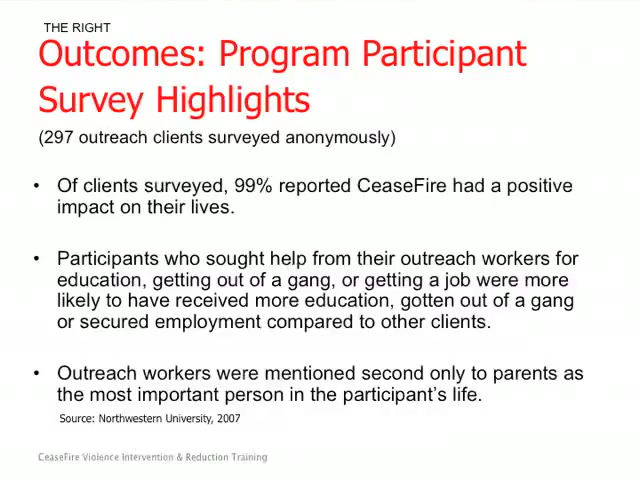 THE RIGHT
Outcomes: Program Participant
Survey Highlights
(297 outreach clients surveyed anonymously)
• Of clients surveyed, 99% reported CeaseFire had a positive
impact on their lives.
• Participants who sought help from their outreach workers for
education, getting out of a gang, or getting a job were more
likely to have received more education, gotten out of a gang
or secured employment compared to other clients.
• Outreach workers were mentioned second only to parents as
the most important person in the participant’s life.
Source: Northwestern University, 2007
CeaseFire Violence Intervention & Reduction Training